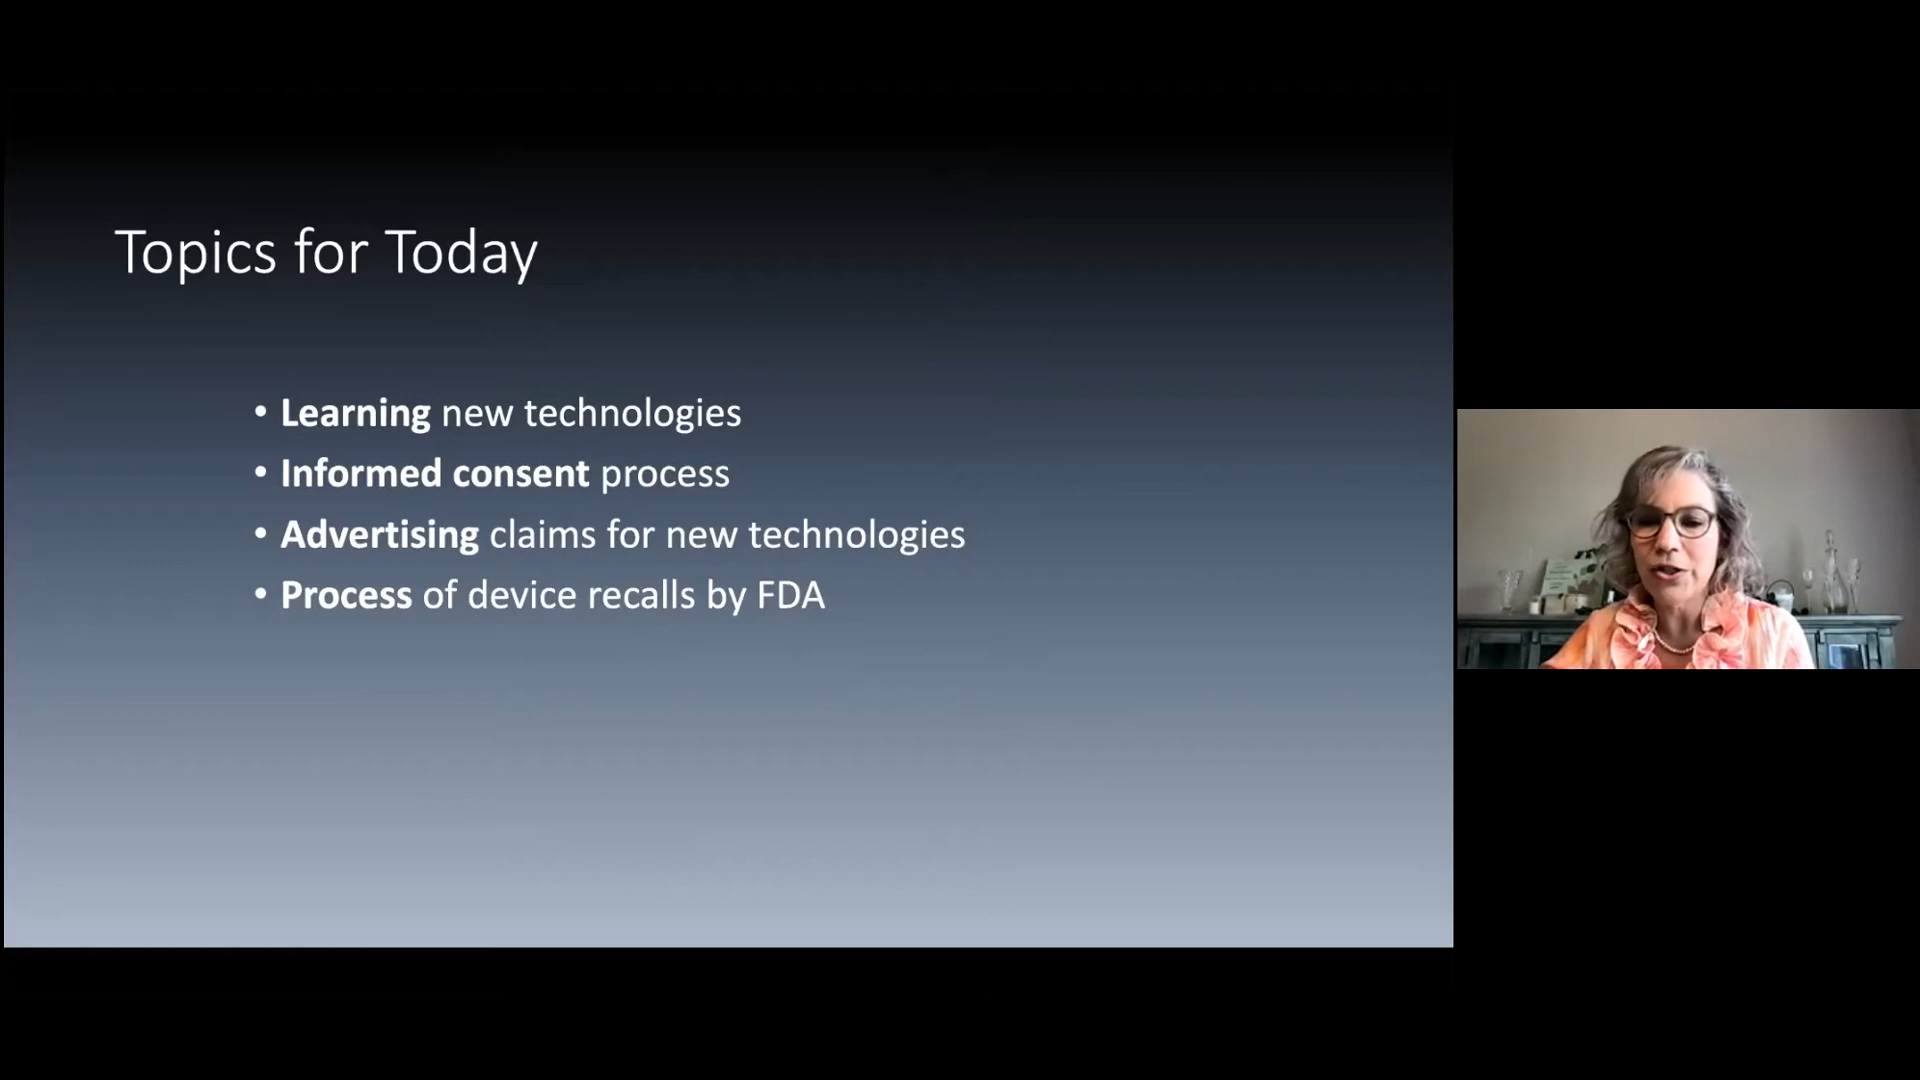 Topics for Today
• Learning new technologies
• Informed consent process
• Advertising claims for new technologies
• Process of device recalls by FDA